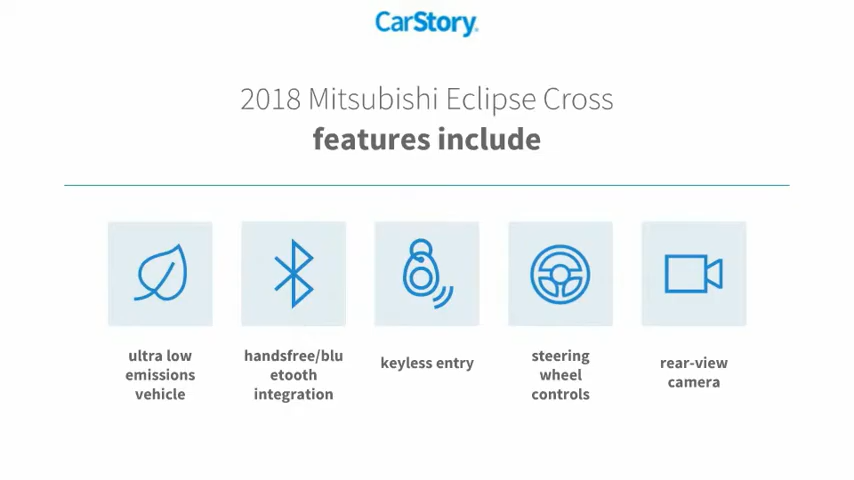 CarStory.
2018 Mitsubishi Eclipse Cross
features include
ultra low
emissions
vehicle
handsfree/blu
etooth
integration
keyless entry
steering
wheel
controls
rear-view
camera